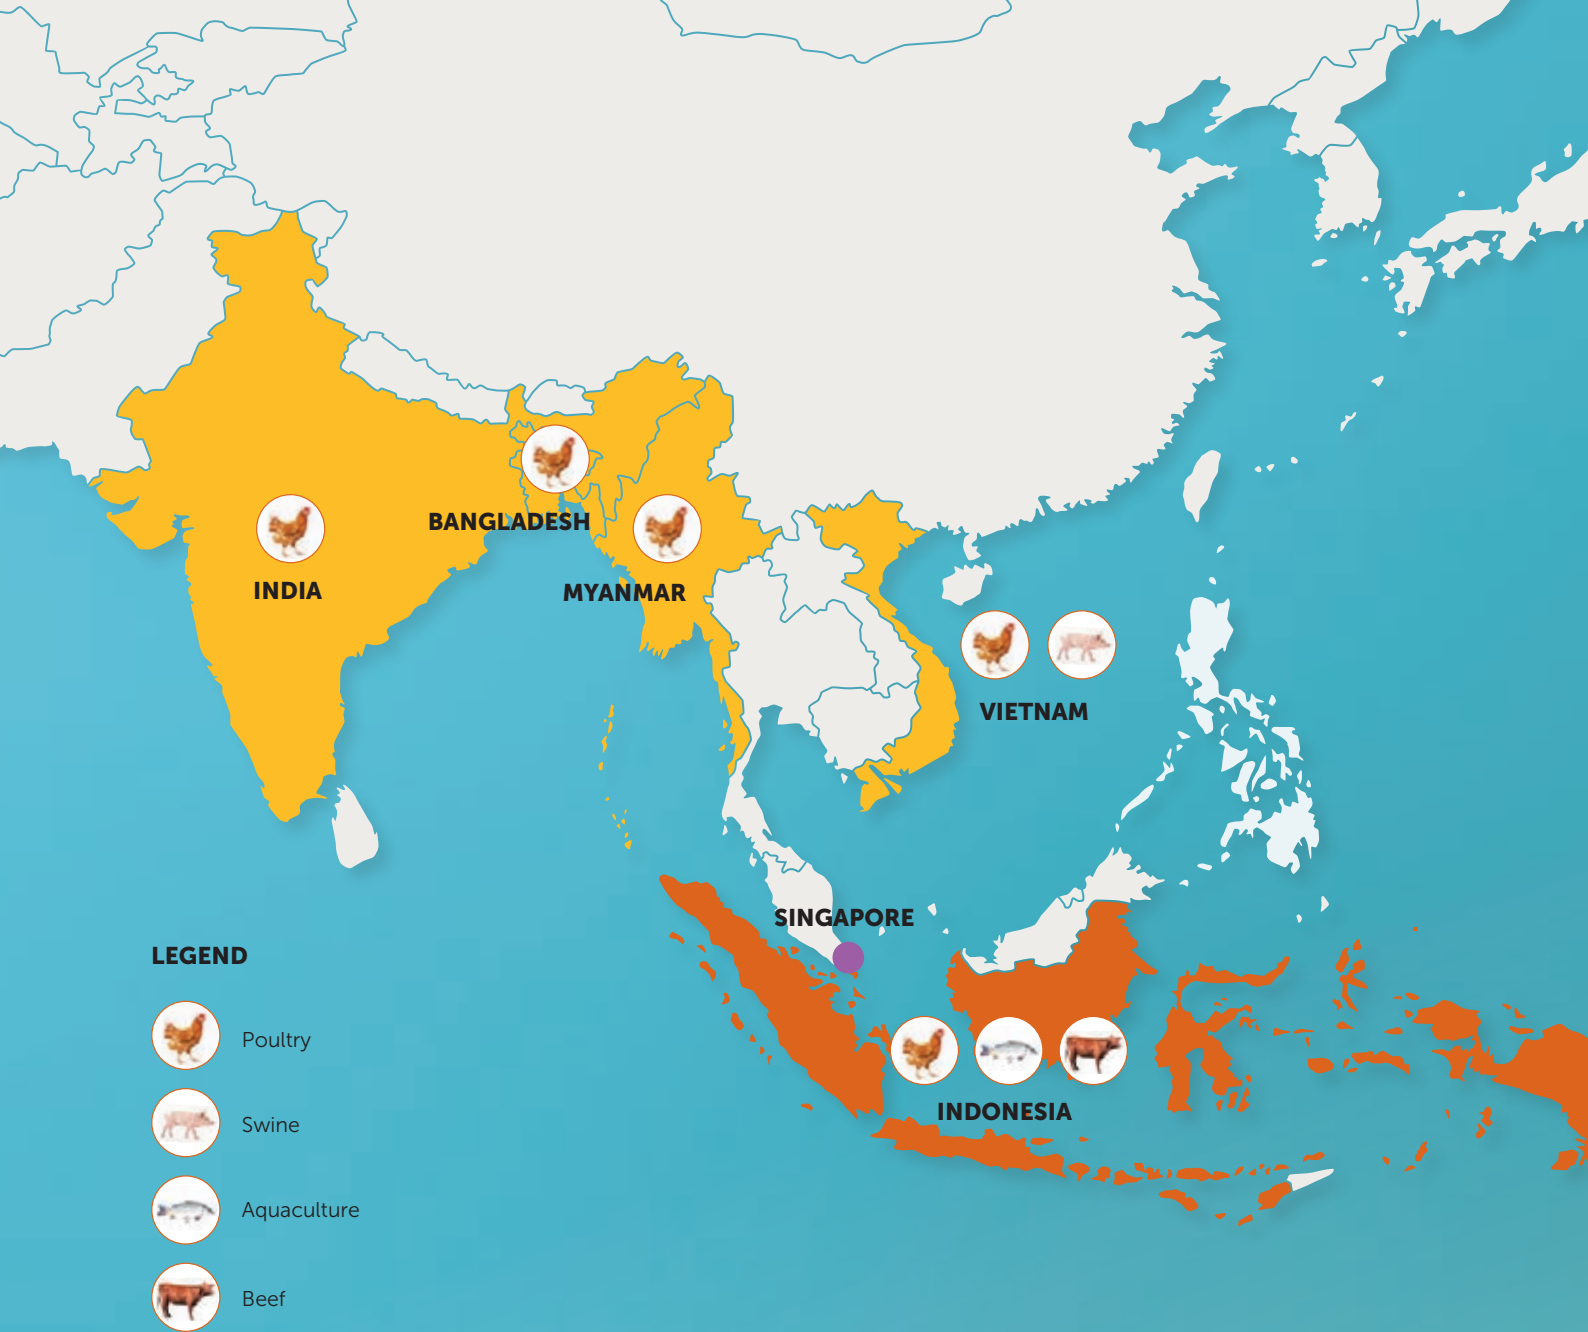 BANGLADESH
INDIA
MYANMAR
VIETNAM
SINGAPORE
INDONESIA
LEGEND
Poultry
Swine
Aquaculture
Beef